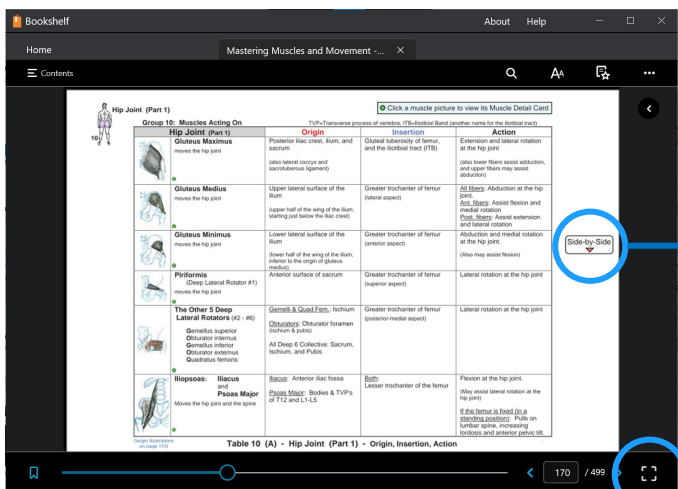 Bookshelf
About Help
Home
Mastering Muscles and Movement -...
Contents
AA
Hip Joint (Part 1)
Click a muscle picture to view its Muscle Detail Card
10
Group 10: Muscles Acting On
TVP=Transverse process of vertebra, ITB=Iliotibial Band (another name for the iliotibial tract)
Hip Joint (Part 1) Origin Insertion Action
Gluteus Maximus
moves the hip joint
Posterior iliac crest, ilium, and
sacrum
(also lateral coccyx and
sacrotuberous ligament)
Gluteal tuberosity of femur,
and the iliotibial tract (ITB)
Extension and lateral rotation
at the hip joint
(also lower fibers assist adduction,
and upper fibers may assist
abduction)
Gluteus Medius
moves the hip joint
Upper lateral surface of the
ilium
(upper half of the wing of the ilium,
starting just below the iliac crest)
Greater trochanter of femur
(lateral aspect)
All fibers: Abduction at the hip
joint.
Ant. fibers: Assist flexion and
medial rotation
Post. fibers: Assist extension
and lateral rotation
Gluteus Minimus
moves the hip joint
Lower lateral surface of the
ilium
(lower half of the wing of the ilium,
inferior to the origin of gluteus
medius)
Greater trochanter of femur
(anterior aspect)
Abduction and medial rotation
at the hip joint.
(Also may assist flexion)
Side-by-Side
Piriformis
(Deep Lateral Rotator #1)
moves the hip joint
Anterior surface of sacrum
Greater trochanter of femur
(superior aspect)
Lateral rotation at the hip joint
The Other 5 Deep
Lateral Rotators (#2 - #6)
Gemellus superior
Obturator internus
Gemellus inferior
Obturator externus
Quadratus femoris
Gemelli & Quad.Fem.: Ischium
Obturators: Obturator foramen
(ischium & pubis)
All Deep 6 Collective: Sacrum,
Ischium, and Pubis
Greater trochanter of femur
(posterior-medial aspect)
Lateral rotation at the hip joint
Iliopsoas: Iliacus
and
Psoas Major
Moves the hip joint and the spine
Iliacus: Anterior iliac fossa
Psoas Major: Bodies & TVP's
of T12 and L1-L5
Both:
Lesser trochanter of the femur
Flexion at the hip joint.
(May assist lateral rotation at the
hip joint)
If the femur is fixed (in a
standing position): Pulls on
lumbar spine, increasing
lordosis and anterior pelvic tilt.
(larger illustrations
on page 173)
Table 10 (A) - Hip Joint (Part 1) - Origin, Insertion, Action
170 / 499